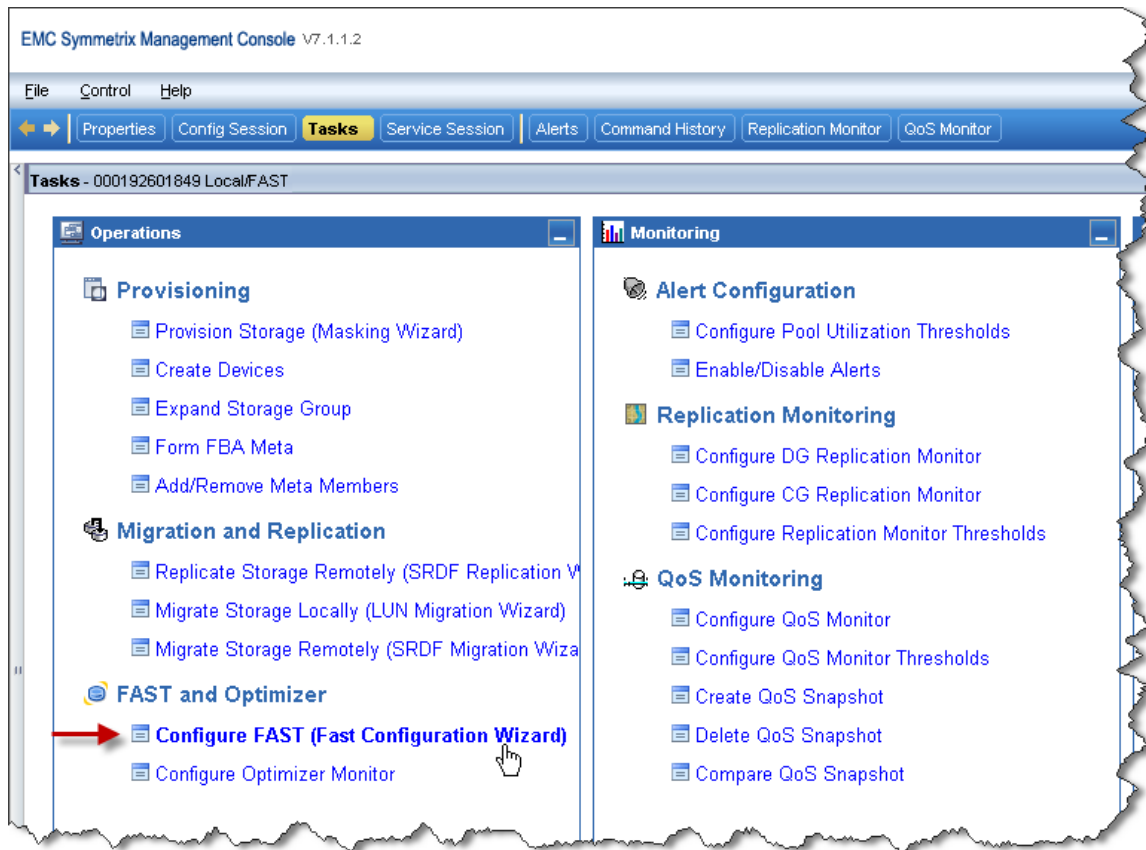 EMC Symmetrix Management Console V7.1.1.2
File Control Help
Properties Config Session Tasks Service Session Alerts Command History Replication Monitor QoS Monitor
Tasks - 000192601849 Local/FAST
Operations
Provisioning
Provision Storage (Masking Wizard)
Create Devices
Expand Storage Group
Form FBA Meta
Add/Remove Meta Members
Migration and Replication
Replicate Storage Remotely (SRDF Replication W
Migrate Storage Locally (LUN Migration Wizard)
Migrate Storage Remotely (SRDF Migration Wiza
FAST and Optimizer
Configure FAST (Fast Configuration Wizard)
Configure Optimizer Monitor
Monitoring
Alert Configuration
Configure Pool Utilization Thresholds
Enable/Disable Alerts
Replication Monitoring
Configure DG Replication Monitor
Configure CG Replication Monitor
Configure Replication Monitor Thresholds
QoS Monitoring
Configure QoS Monitor
Configure QoS Monitor Thresholds
Create QoS Snapshot
Delete QoS Snapshot
Compare QoS Snapshot